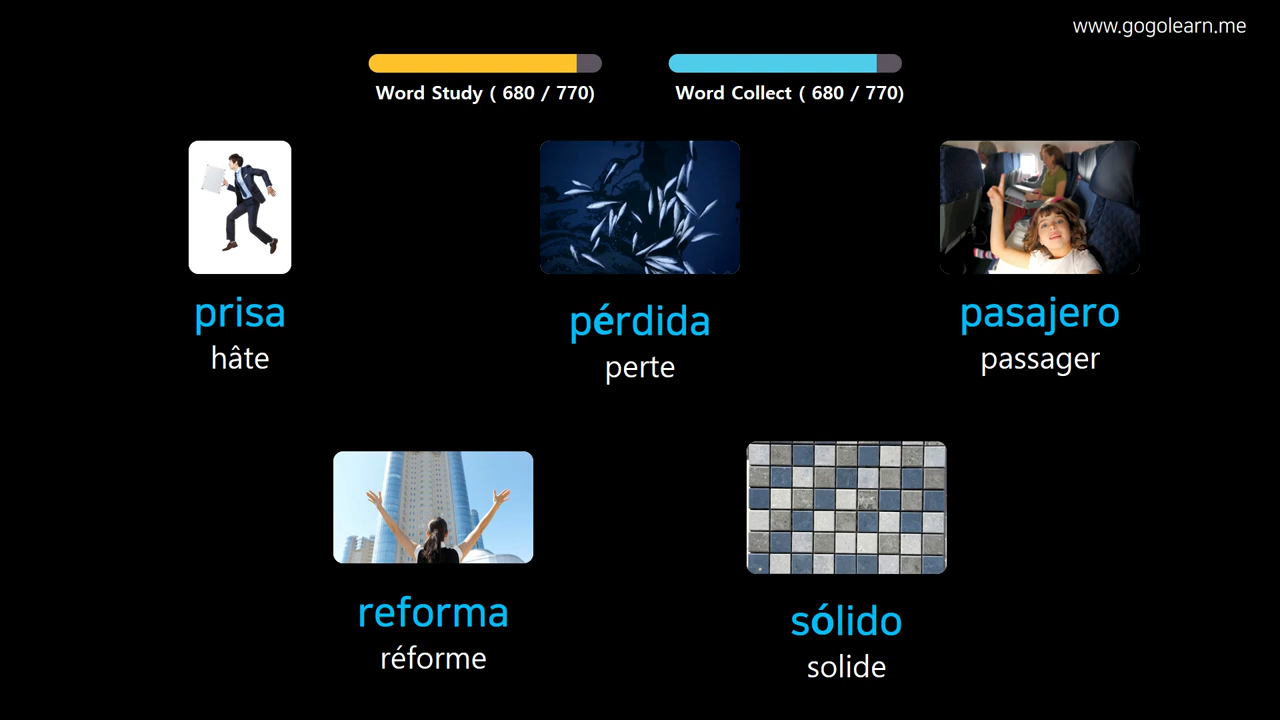 www.gogolearn.me
Word Study ( 680 / 770)
Word Collect ( 680 / 770)
prisa
hâte
pérdida
perte
pasajero
passager
reforma
réforme
sólido
solide